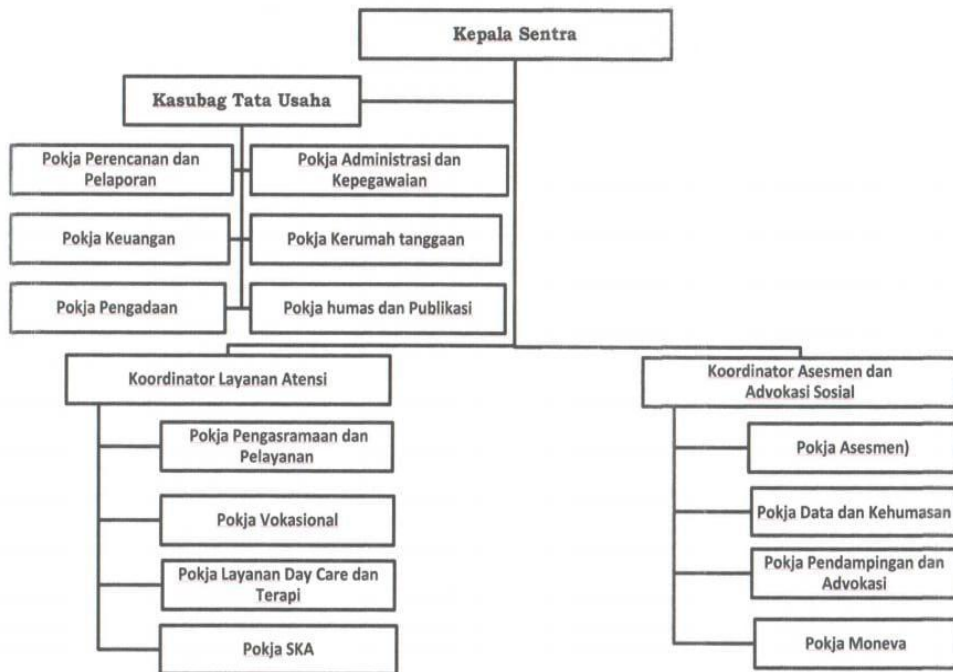 Kepala Sentra
Kasubag Tata Usaha
Pokja Perencanan dan
Pelaporan
Pokja Administrasi dan
Kepegawaian
Pokja Keuangan
Pokja Kerumah tanggaan
Pokja Pengadaan
Pokja humas dan Publikasi
Koordinator Layanan Atensi
Pokja Pengasramaan dan
Pelayanan
Pokja Vokasional
Pokja Layanan Day Care dan
Terapi
Pokja SKA
Koordinator Asesmen dan
Advokasi Sosial
Pokja Asesmen)
Pokja Data dan Kehumasan
Pokja Pendampingan dan
Advokasi
Pokja Moneva